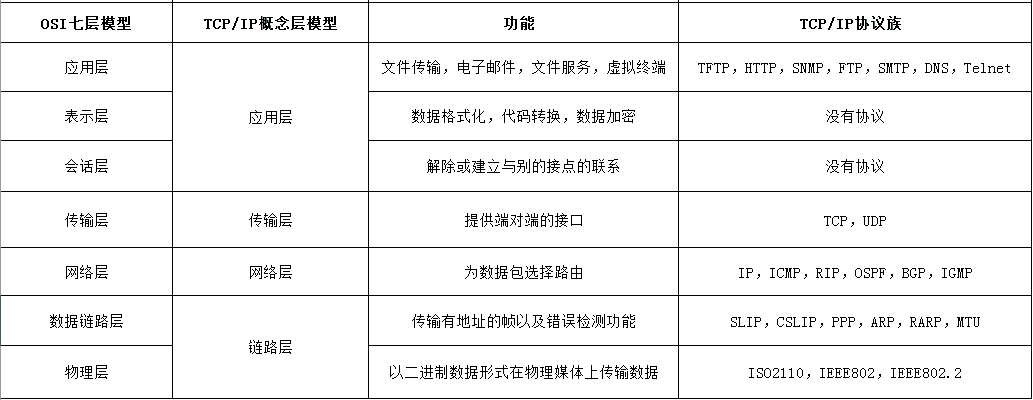 OSI七层模型 TCP/IP概念层模型 功能 TCP/IP协议族
应用层 文件传输，电子邮件，文件服务，虚拟终端 TFTP，HTTP，SNMP，FTP，SMTP，DNS，Telnet
表示层 应用层 数据格式化，代码转换，数据加密 没有协议
会话层 解除或建立与别的接点的联系 没有协议
传输层 传输层 提供端对端的接口 TCP，UDP
网络层 网络层 为数据包选择路由 IP，ICMP，RIP，OSPF，BGP，IGMP
数据链路层 传输有地址的帧以及错误检测功能 SLIP，CSLIP，PPP，ARP，RARP，MTU
链路层
物理层 以二进制数据形式在物理媒体上传输数据 ISO2110，IEEE802，IEEE802.2